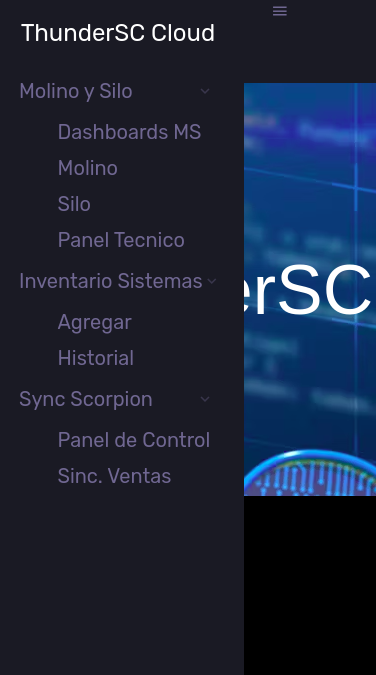 ThunderSC Cloud
Molino y Silo
Dashboards MS
Molino
Silo
Panel Tecnico
Inventario Sistemas
erSC
Agregar
Historial
Sync Scorpion
Panel de Control
Sinc. Ventas